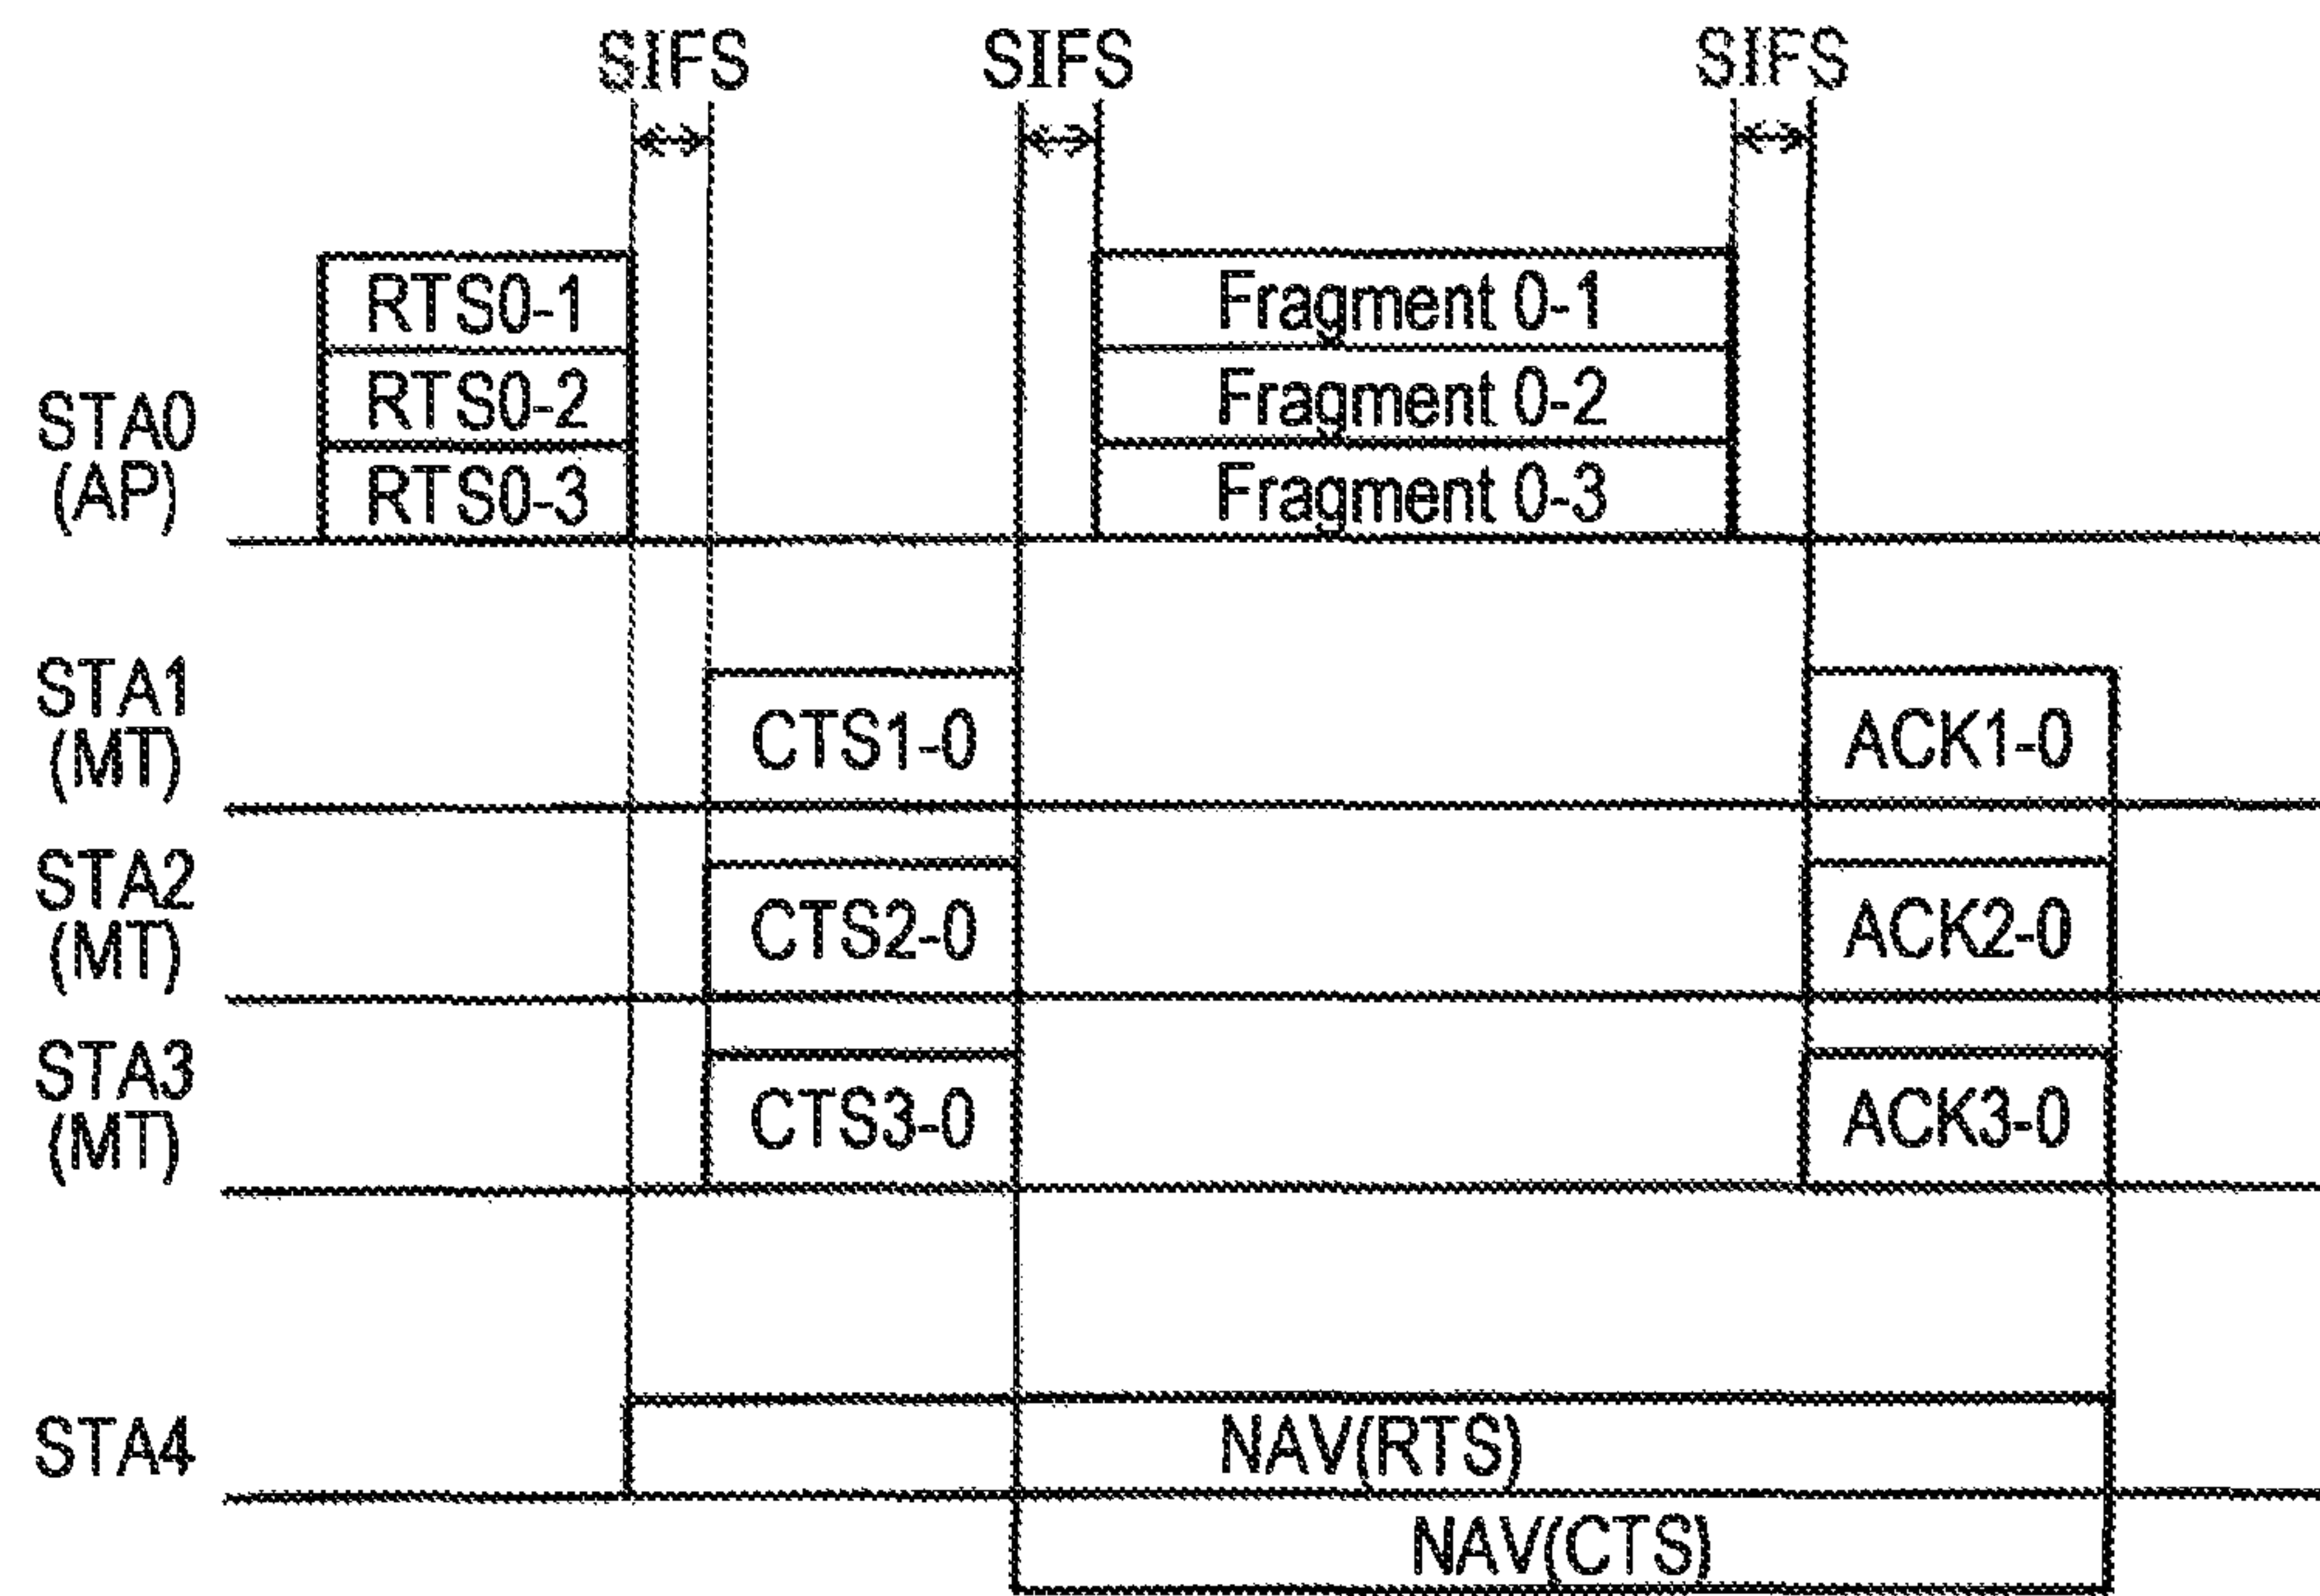 SIFS SIFS SIFS
RTS0-1 Fragment 0-1
RTS0-2 Fragment 0-2
RTS0-3 Fragment 0-3
STA0
(AP)
STA1
(MT)
CTS1-0 ACK1-0
STA2
(MT)
CTS2-0 ACK2-0
STA3
(MT)
CTS3-0 ACK3-0
STA4
NAV(RTS)
NAV(CTS)